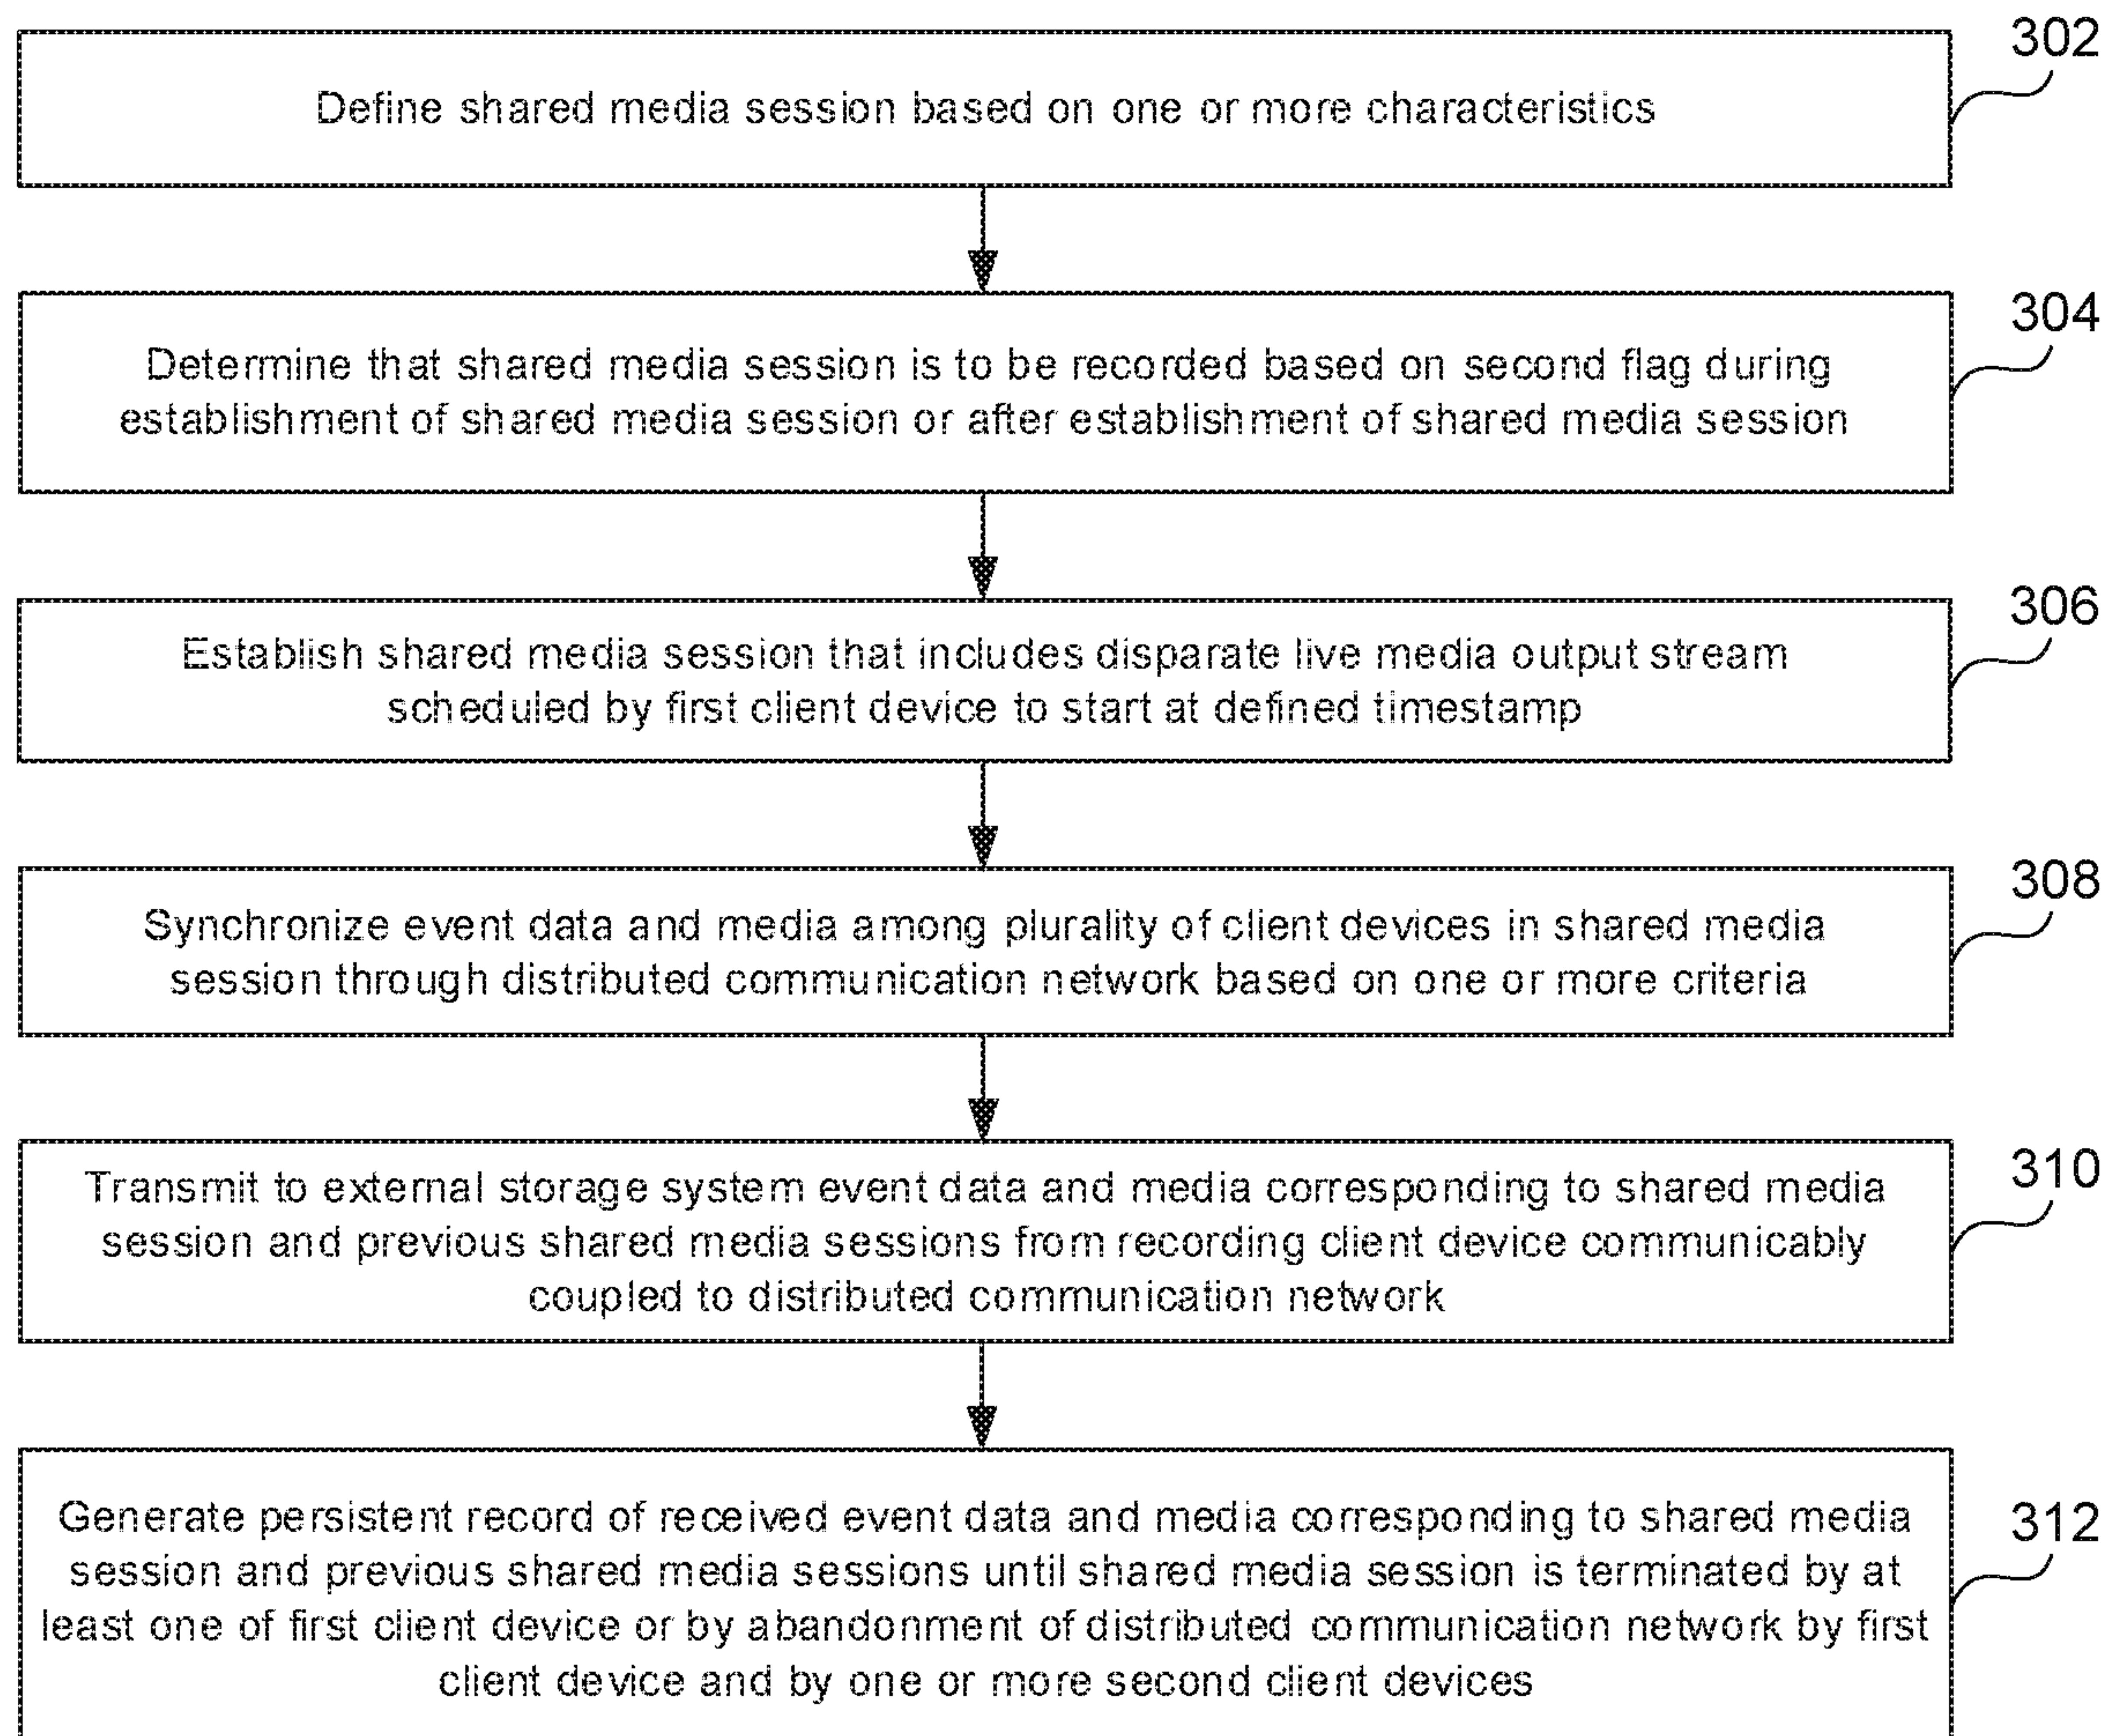 302
Define shared media session based on one or more characteristics
304
Determine that shared media session is to be recorded based on second flag during
establishment of shared media session or after establishment of shared media session
306
Establish shared media session that includes disparate live media output stream
scheduled by first client device to start at defined timestamp
308
Synchronize event data and media among plurality of client devices in shared media
session through distributed communication network based on one or more criteria
310
Transmit to external storage system event data and media corresponding to shared media
session and previous shared media sessions from recording client device communicably
coupled to distributed communication network
312
Generate persistent record of received event data and media corresponding to shared media
session and previous shared media sessions until shared media session is terminated by at
least one of first client device or by abandonment of distributed communication network by first
client device and by one or more second client devices